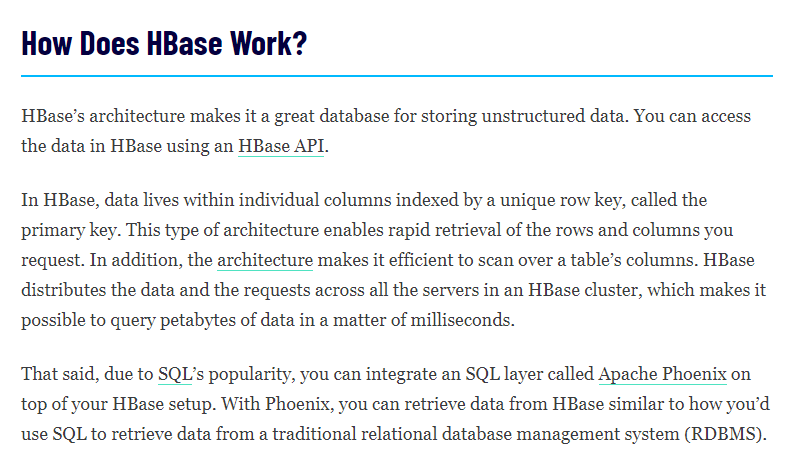 How Does HBase Work?
HBase’s architecture makes it a great database for storing unstructured data. You can access
the data in HBase using an HBase API.
In HBase, data lives within individual columns indexed by a unique row key, called the
primary key. This type of architecture enables rapid retrieval of the rows and columns you
request. In addition, the architecture makes it efficient to scan over a table’s columns. HBase
distributes the data and the requests across all the servers in an HBase cluster, which makes it
possible to query petabytes of data in a matter of milliseconds.
That said, due to SQL’s popularity, you can integrate an SQL layer called Apache Phoenix on
top of your HBase setup. With Phoenix, you can retrieve data from HBase similar to how you’d
use SQL to retrieve data from a traditional relational database management system (RDBMS).